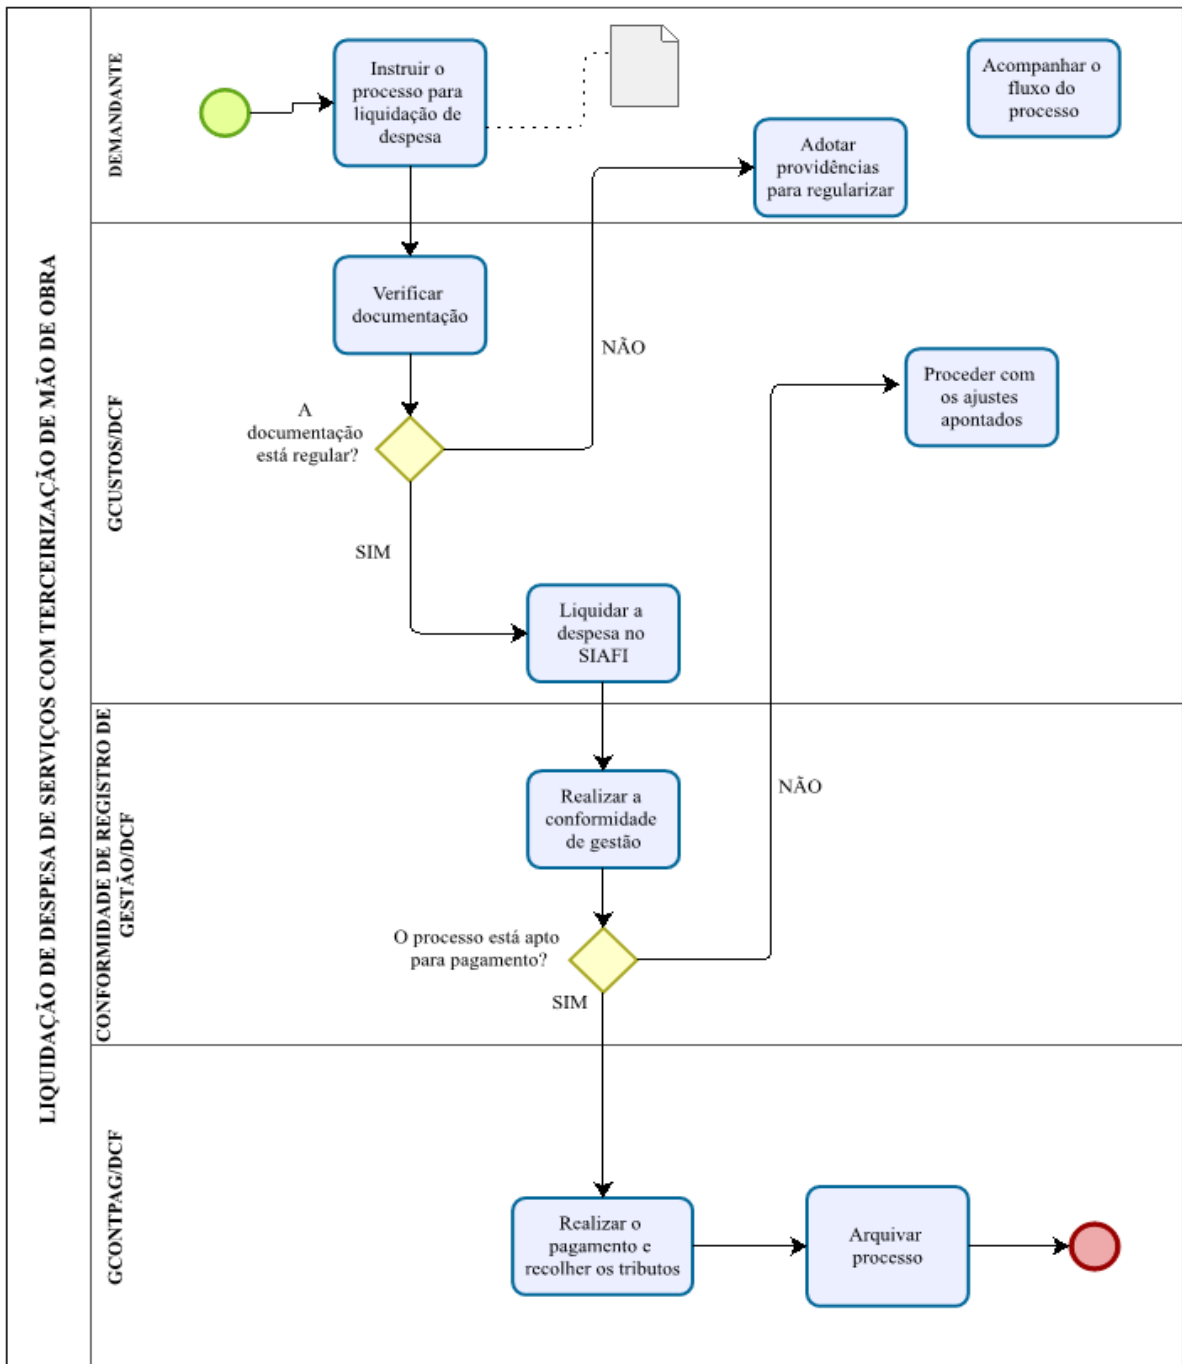 LIQUIDAÇÃO DE DESPESA DE SERVIÇOS COM TERCEIRIZAÇÃO DE MÃO DE OBRA
DEMANDANTE
Instruir o
processo para
liquidação de
despesa
Adotar
providências
para regularizar
Acompanhar o
fluxo do
processo
GCUSTOS/DCF
Verificar
documentação
A
documentação
está regular?
NÃO
SIM
Proceder com
os ajustes
apontados
Liquidar a
despesa no
SIAFI
CONFORMIDADE DE REGISTRO DE
GESTÃO/DCF
Realizar a
conformidade
de gestão
NÃO
O processo está apto
para pagamento?
SIM
GCONTPAG/DCF
Realizar o
pagamento e
recolher os tributos
Arquivar
processo